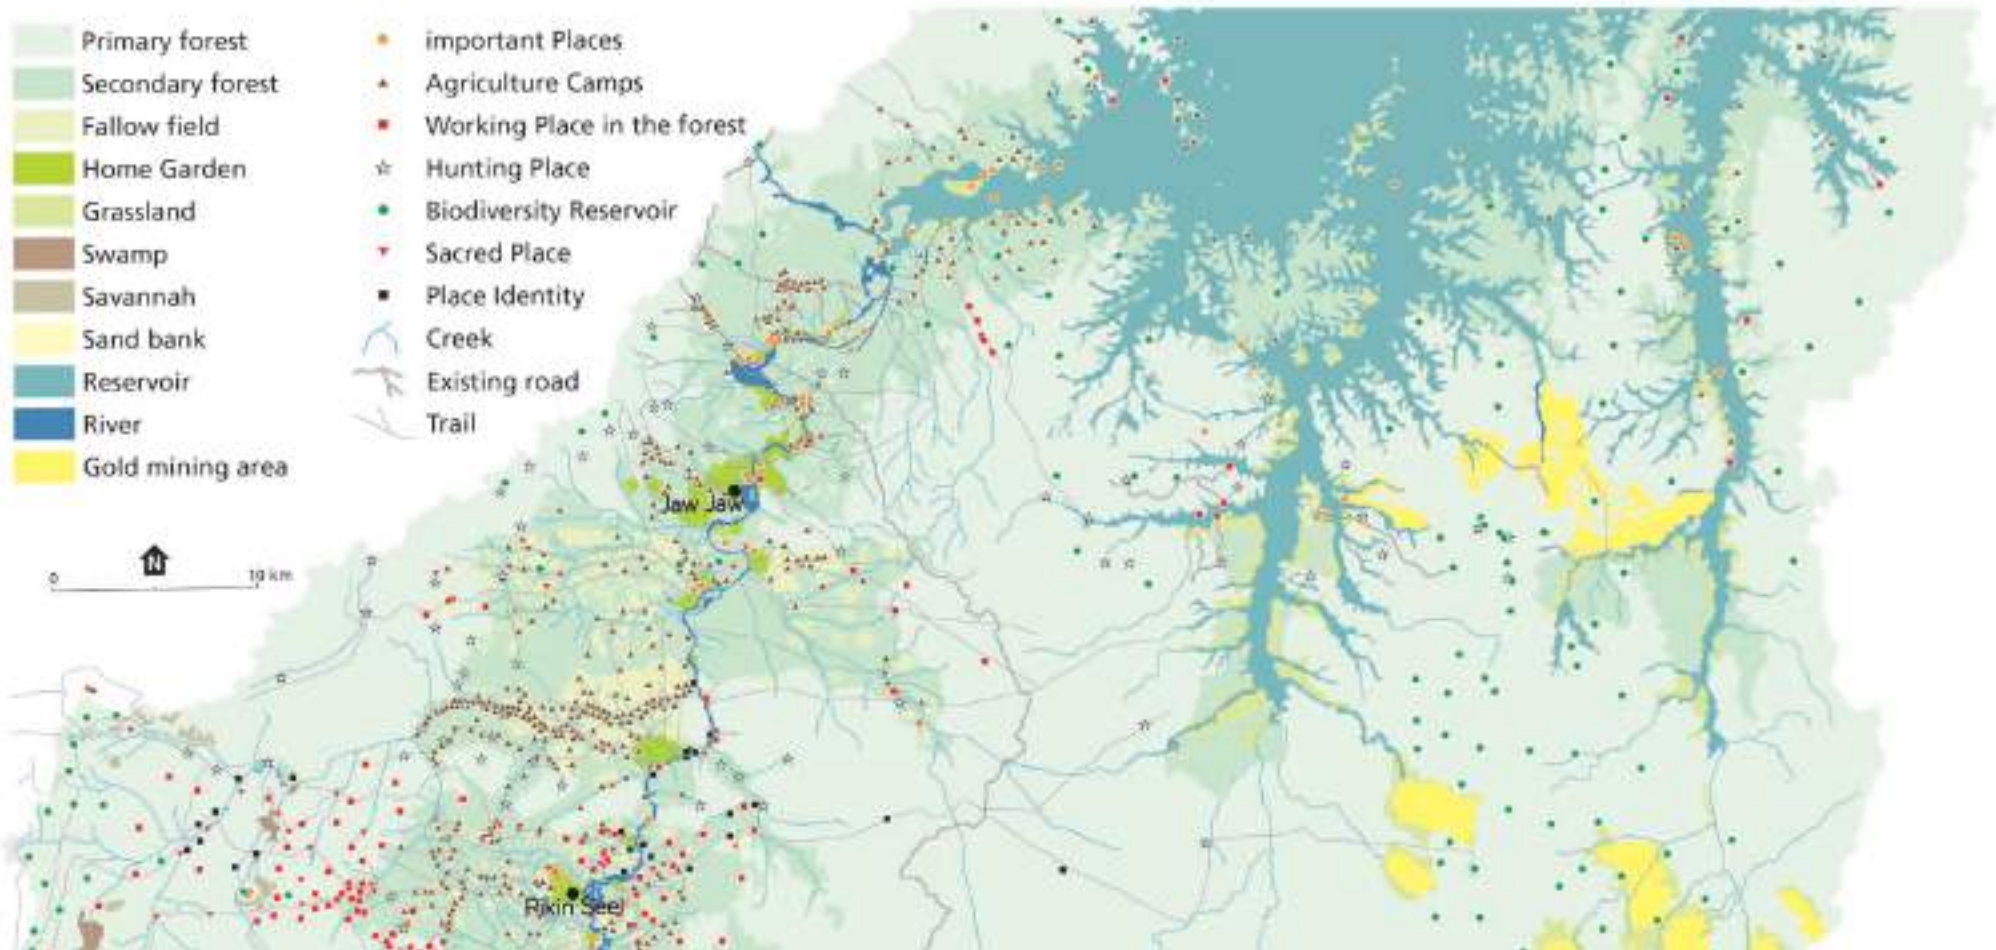 Primary forest
Secondary forest
Fallow field
Home Garden
Grassland
Swamp
Savannah
Sand bank
Reservoir
River
Gold mining area
important Places
Agriculture Camps
Working Place in the forest
Hunting Place
Biodiversity Reservoir
Sacred Place
Place Identity
Creek
Existing road
Trail
N
0 10 km
Jaw Jaw
Pikin Slee